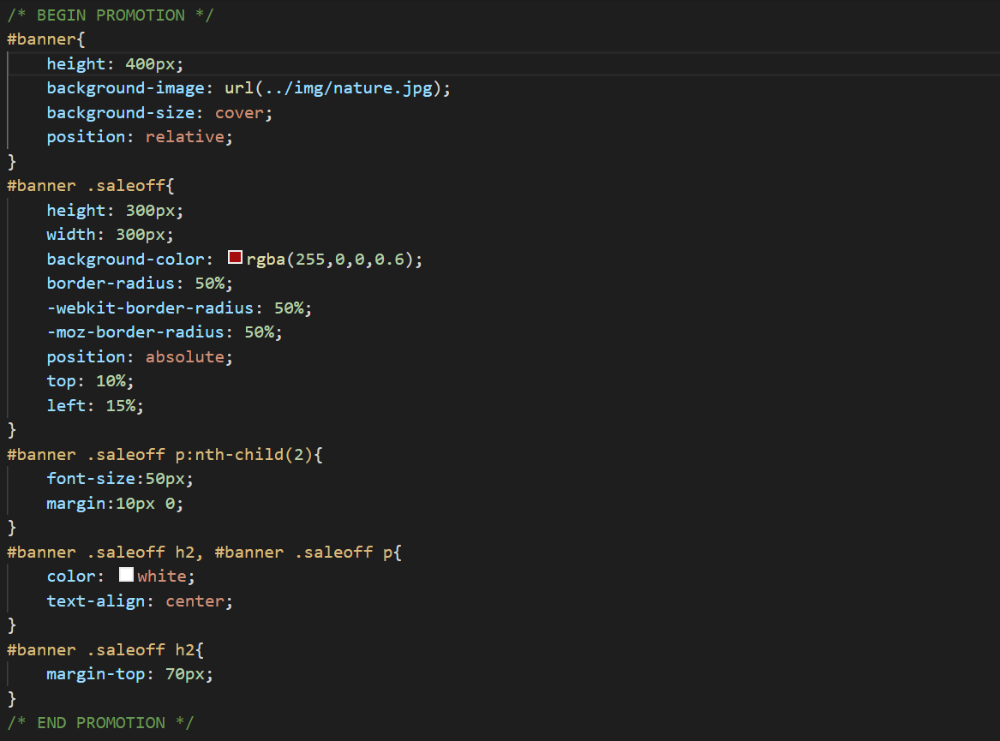 /* BEGIN PROMOTION */
#banner{
    height: 400px;
    background-image: url(../img/nature.jpg);
    background-size: cover;
    position: relative;
}
#banner .saleoff{
    height: 300px;
    width: 300px;
    background-color: rgba(255,0,0,0.6);
    border-radius: 50%;
    -webkit-border-radius: 50%;
    -moz-border-radius: 50%;
    position: absolute;
    top: 10%;
    left: 15%;
}
#banner .saleoff p:nth-child(2){
    font-size:50px;
    margin:10px 0;
}
#banner .saleoff h2, #banner .saleoff p{
    color: white;
    text-align: center;
}
#banner .saleoff h2{
    margin-top: 70px;
}
/* END PROMOTION */